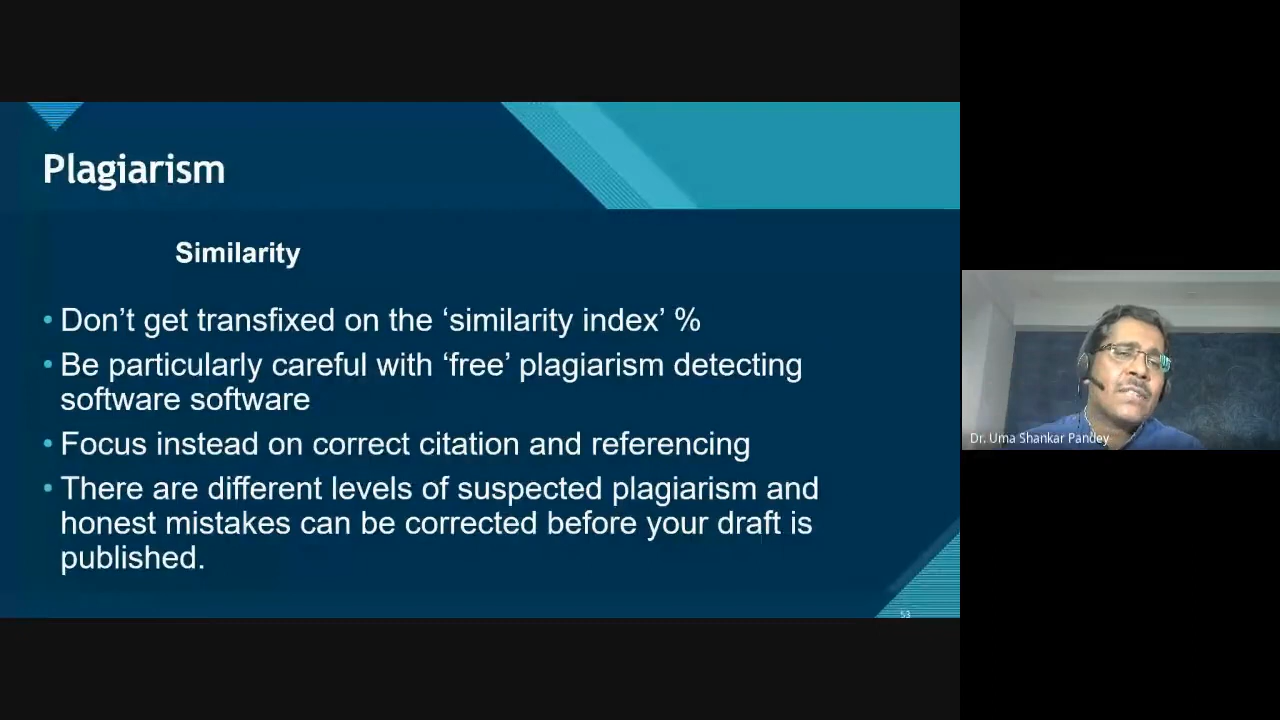 Plagiarism
Similarity
• Don’t get transfixed on the ‘similarity index’ %
• Be particularly careful with ‘free’ plagiarism detecting
software software
• Focus instead on correct citation and referencing
• There are different levels of suspected plagiarism and
honest mistakes can be corrected before your draft is
published.
53
Dr. Uma Shankar Pandey